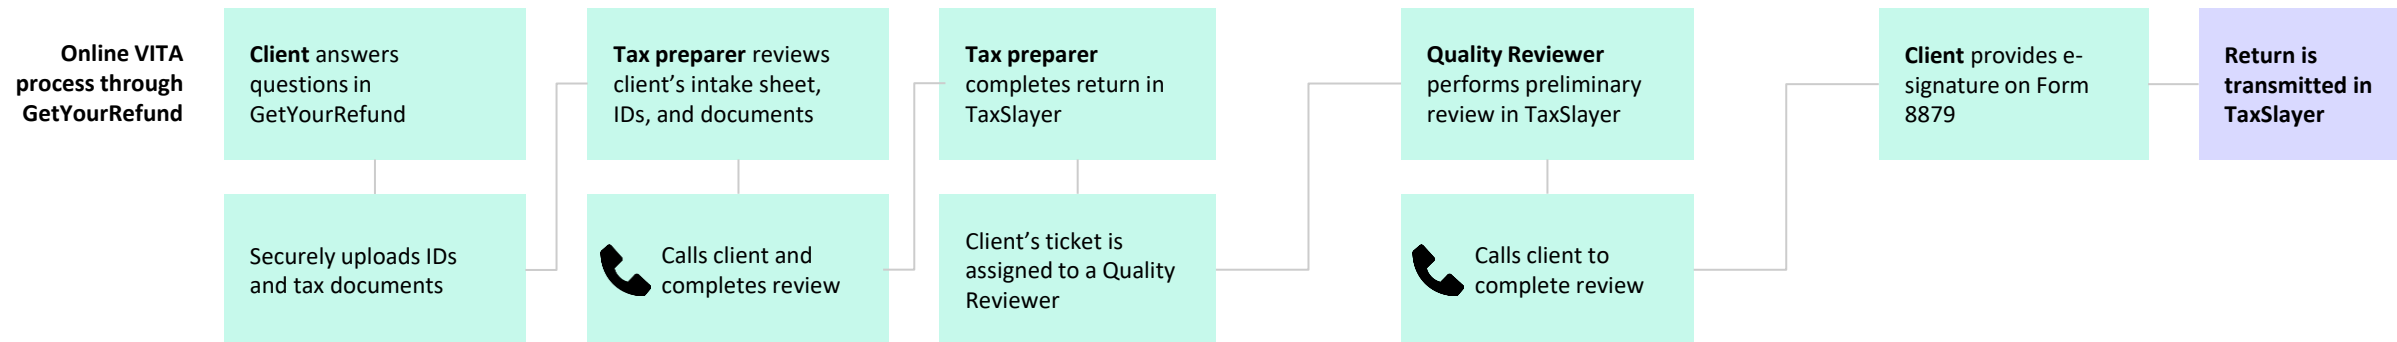 Online VITA
process through
GetYourRefund
Client answers
questions in
GetYourRefund
Securely uploads IDs
and tax documents
Tax preparer reviews
client’s intake sheet,
IDs, and documents
Calls client and
completes review
Tax preparer
completes return in
TaxSlayer
Client’s ticket is
assigned to a Quality
Reviewer
Quality Reviewer
performs preliminary
review in TaxSlayer
Calls client to
complete review
Client provides e-
signature on Form
8879
Return is
transmitted in
TaxSlayer